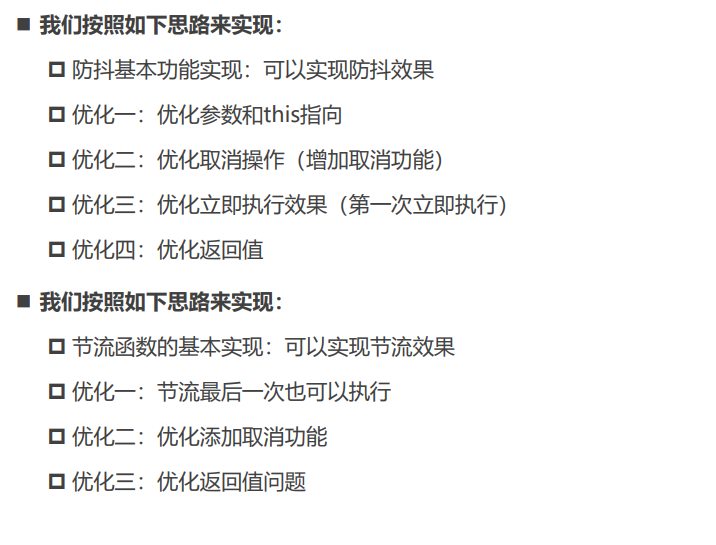 我们按照如下思路来实现：
防抖基本功能实现：可以实现防抖效果
优化一：优化参数和this指向
优化二：优化取消操作（增加取消功能）
优化三：优化立即执行效果（第一次立即执行）
优化四：优化返回值
我们按照如下思路来实现：
节流函数的基本实现：可以实现节流效果
优化一：节流最后一次也可以执行
优化二：优化添加取消功能
优化三：优化返回值问题